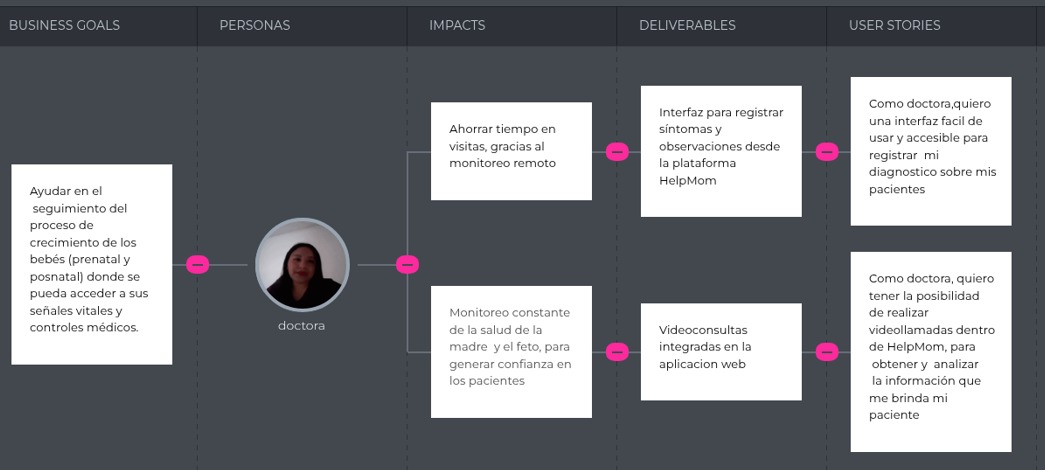 BUSINESS GOALS
PERSONAS
IMPACTS
DELIVERABLES
USER STORIES
Ayudar en el
seguimiento del
proceso de
crecimiento de los
bebés (prenatal y
posnatal) donde se
pueda acceder a sus
señales vitales y
controles médicos.
doctora
Ahorrar tiempo en
visitas, gracias al
monitoreo remoto
Interfaz para registrar
síntomas y
observaciones desde
la plataforma
HelpMom
Como doctora,quiero
una interfaz facil de
usar y accesible para
registrar mi
diagnostico sobre mis
pacientes
Monitoreo constante
de la salud de la
madre y el feto, para
generar confianza en
los pacientes
Videoconsultas
integradas en la
aplicacion web
Como doctora, quiero
tener la posibilidad
de realizar
videollamadas dentro
de HelpMom, para
obtener y analizar
la información que
me brinda mi
paciente